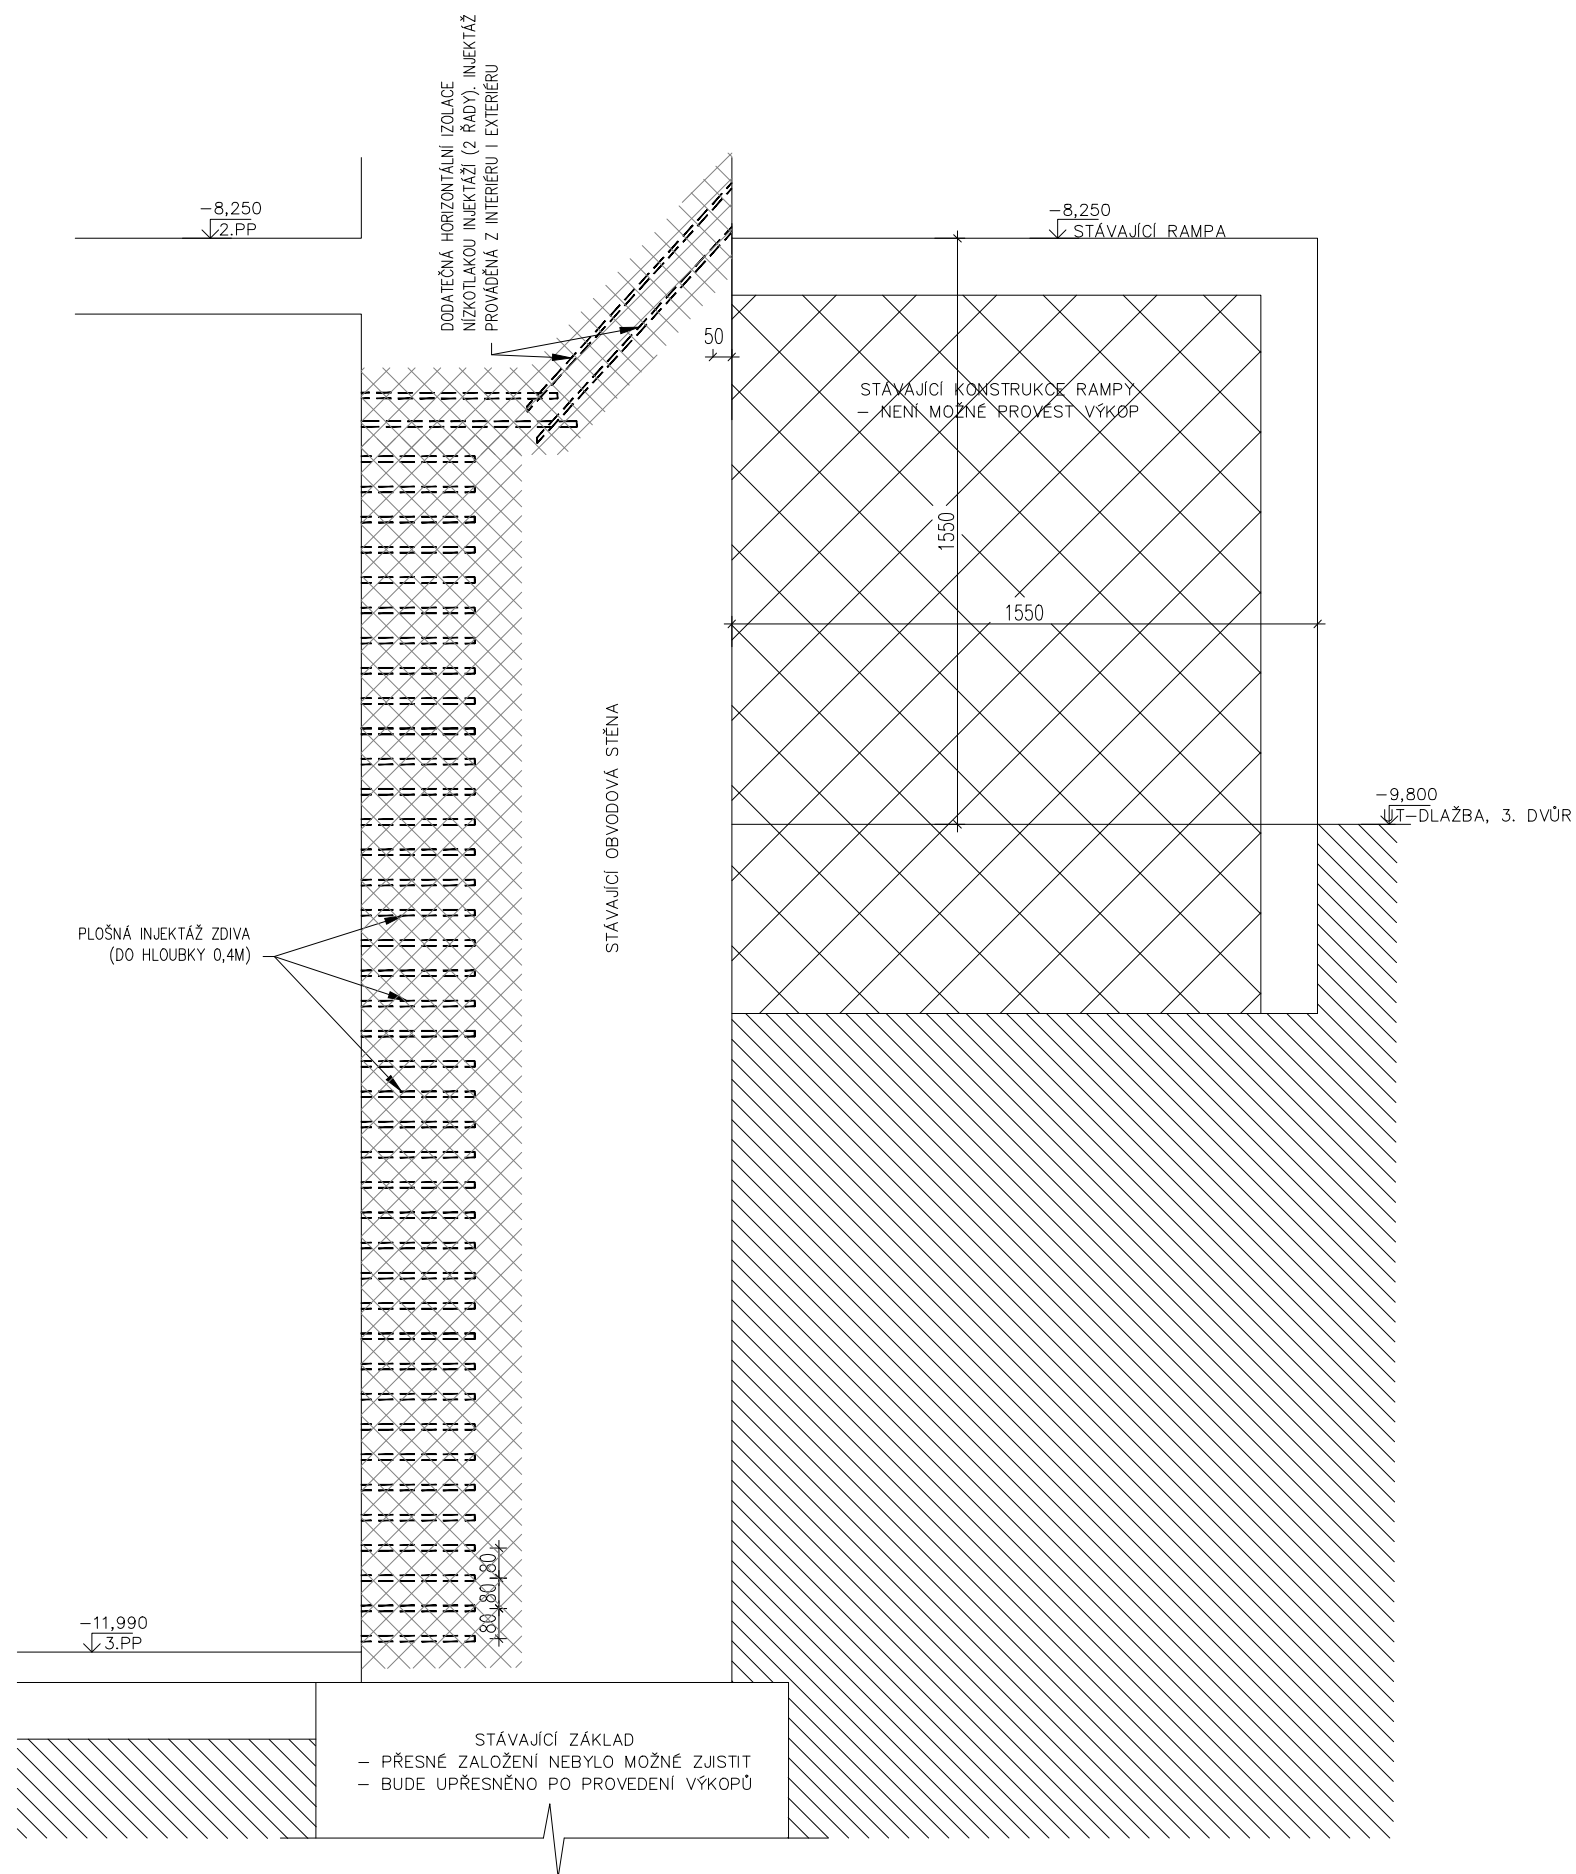 DODATEČNÁ HORIZONTÁLNÍ IZOLACE
NÍZKOTLAKOU INJEKTÁŽÍ (2 ŘADY). INJEKTÁŽ
PROVÁDĚNÁ Z INTERIÉRU I EXTERIÉRU
-8,250
2.PP
-8,250
STÁVAJÍCÍ RAMPA
50
STÁVAJÍCÍ KONSTRUKCE RAMPY
- NENÍ MOŽNÉ PROVÉST VÝKOP
1550
1550
STÁVAJÍCÍ OBVODOVÁ STĚNA
-9,800
UT-DLAŽBA, 3. DVŮR
PLOŠNÁ INJEKTÁŽ ZDIVA
(DO HLOUBKY 0,4M)
80
80
80
-11,990
3.PP
STÁVAJÍCÍ ZÁKLAD
- PŘESNÉ ZALOŽENÍ NEBYLO MOŽNÉ ZJISTIT
- BUDE UPŘESNĚNO PO PROVEDENÍ VÝKOPŮ